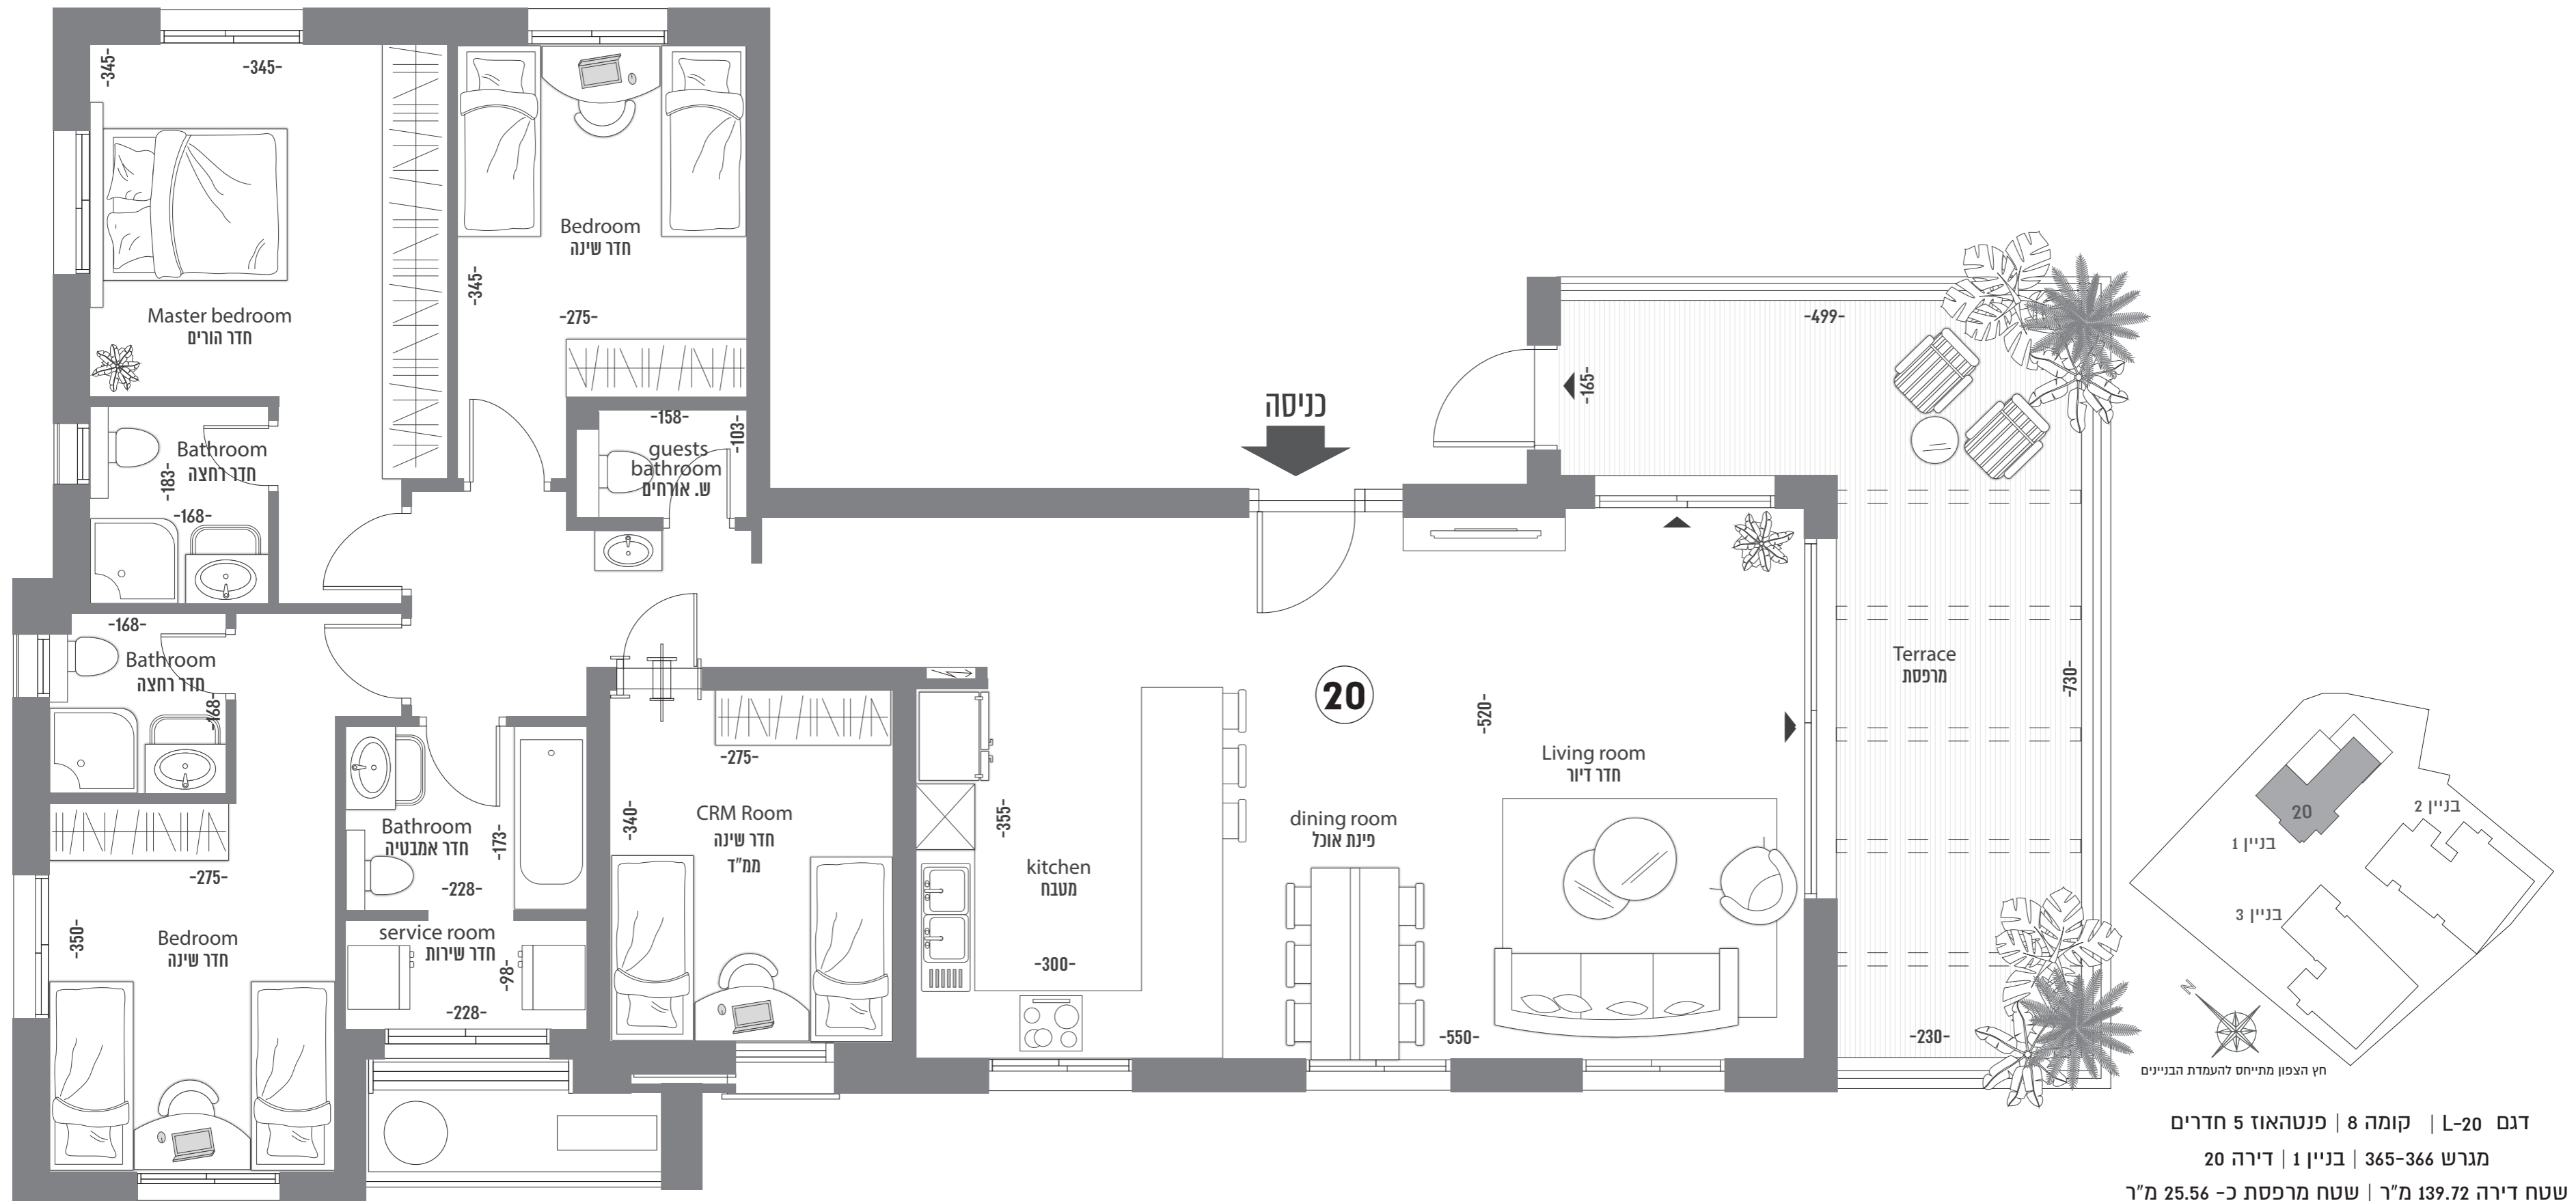 -345-
-345-
Master bedroom
חדר הורים
Bedroom
חדר שינה
-345-
-275-
-158-
-103-
guests
bathroom
ש. אורחים
Bathroom
חדר רחצה
-183-
-168-
-168-
Bathroom
חדר רחצה
-168-
-275-
-350-
Bedroom
חדר שינה
Bathroom
חדר אמבטיה
-173-
-228-
service room
חדר שירות
-98-
-228-
-275-
-340-
CRM Room
חדר שינה
ממ"ד
-355-
kitchen
מטבח
-300-
כניסה
20
-520-
dining room
פינת אוכל
Living room
חדר דיור
-550-
-499-
-165-
Terrace
מרפסת
-730-
-230-
20
בניין 1
בניין 2
בניין 3
N
חץ הצפון מתייחס להעמדת הבניינים
דגם L-20 | קומה 8 | פנטהאוז 5 חדרים
מגרש 365-366 | בניין 1 | דירה 20
שטח דירה 139.72 מ"ר | שטח מרפסת כ- 25.56 מ"ר